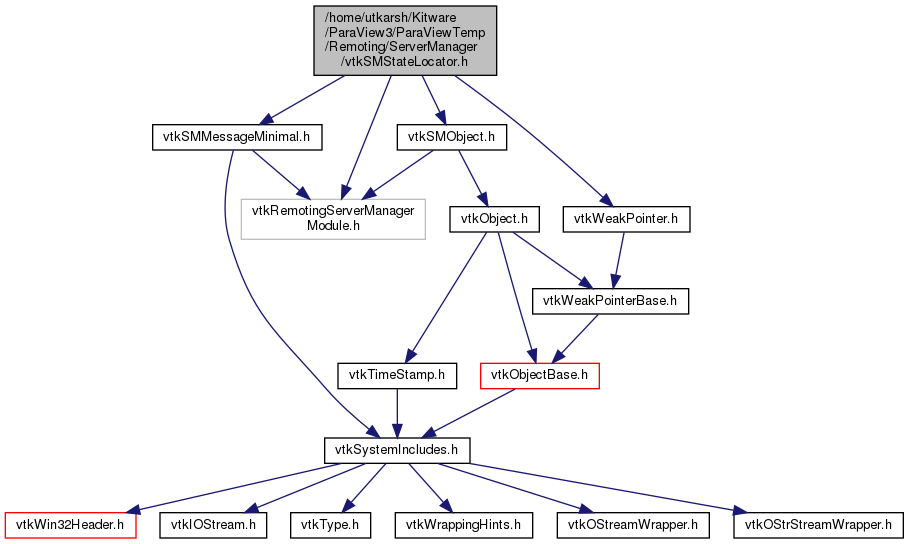 /home/utkarsh/Kitware
/ParaView3/ParaViewTemp
/Remoting/ServerManager
/vtkSMStateLocator.h
vtkSMMessageMinimal.h
vtkSMObject.h
vtkRemotingServerManager
Module.h
vtkObject.h
vtkWeakPointer.h
vtkWeakPointerBase.h
vtkTimeStamp.h
vtkObjectBase.h
vtkSystemIncludes.h
vtkWin32Header.h
vtkIOStream.h
vtkType.h
vtkWrappingHints.h
vtkOStreamWrapper.h
vtkOStrStreamWrapper.h